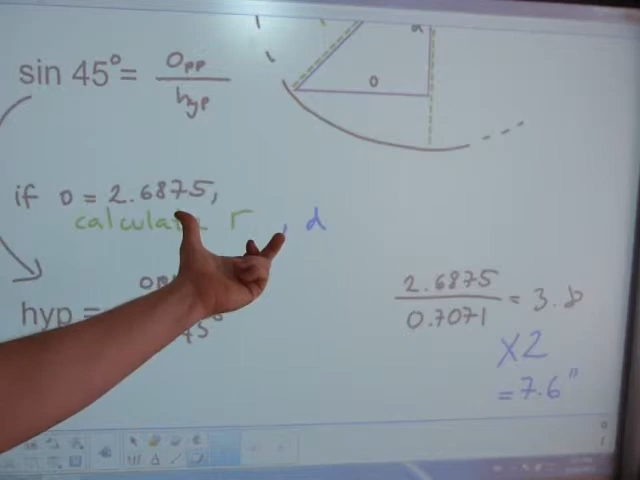 sin 45°= opp
hyp
a
o
if o = 2.6875,
calculate r , d
hyp =
2.6875
0.7071
= 3.8
X2
= 7.6"